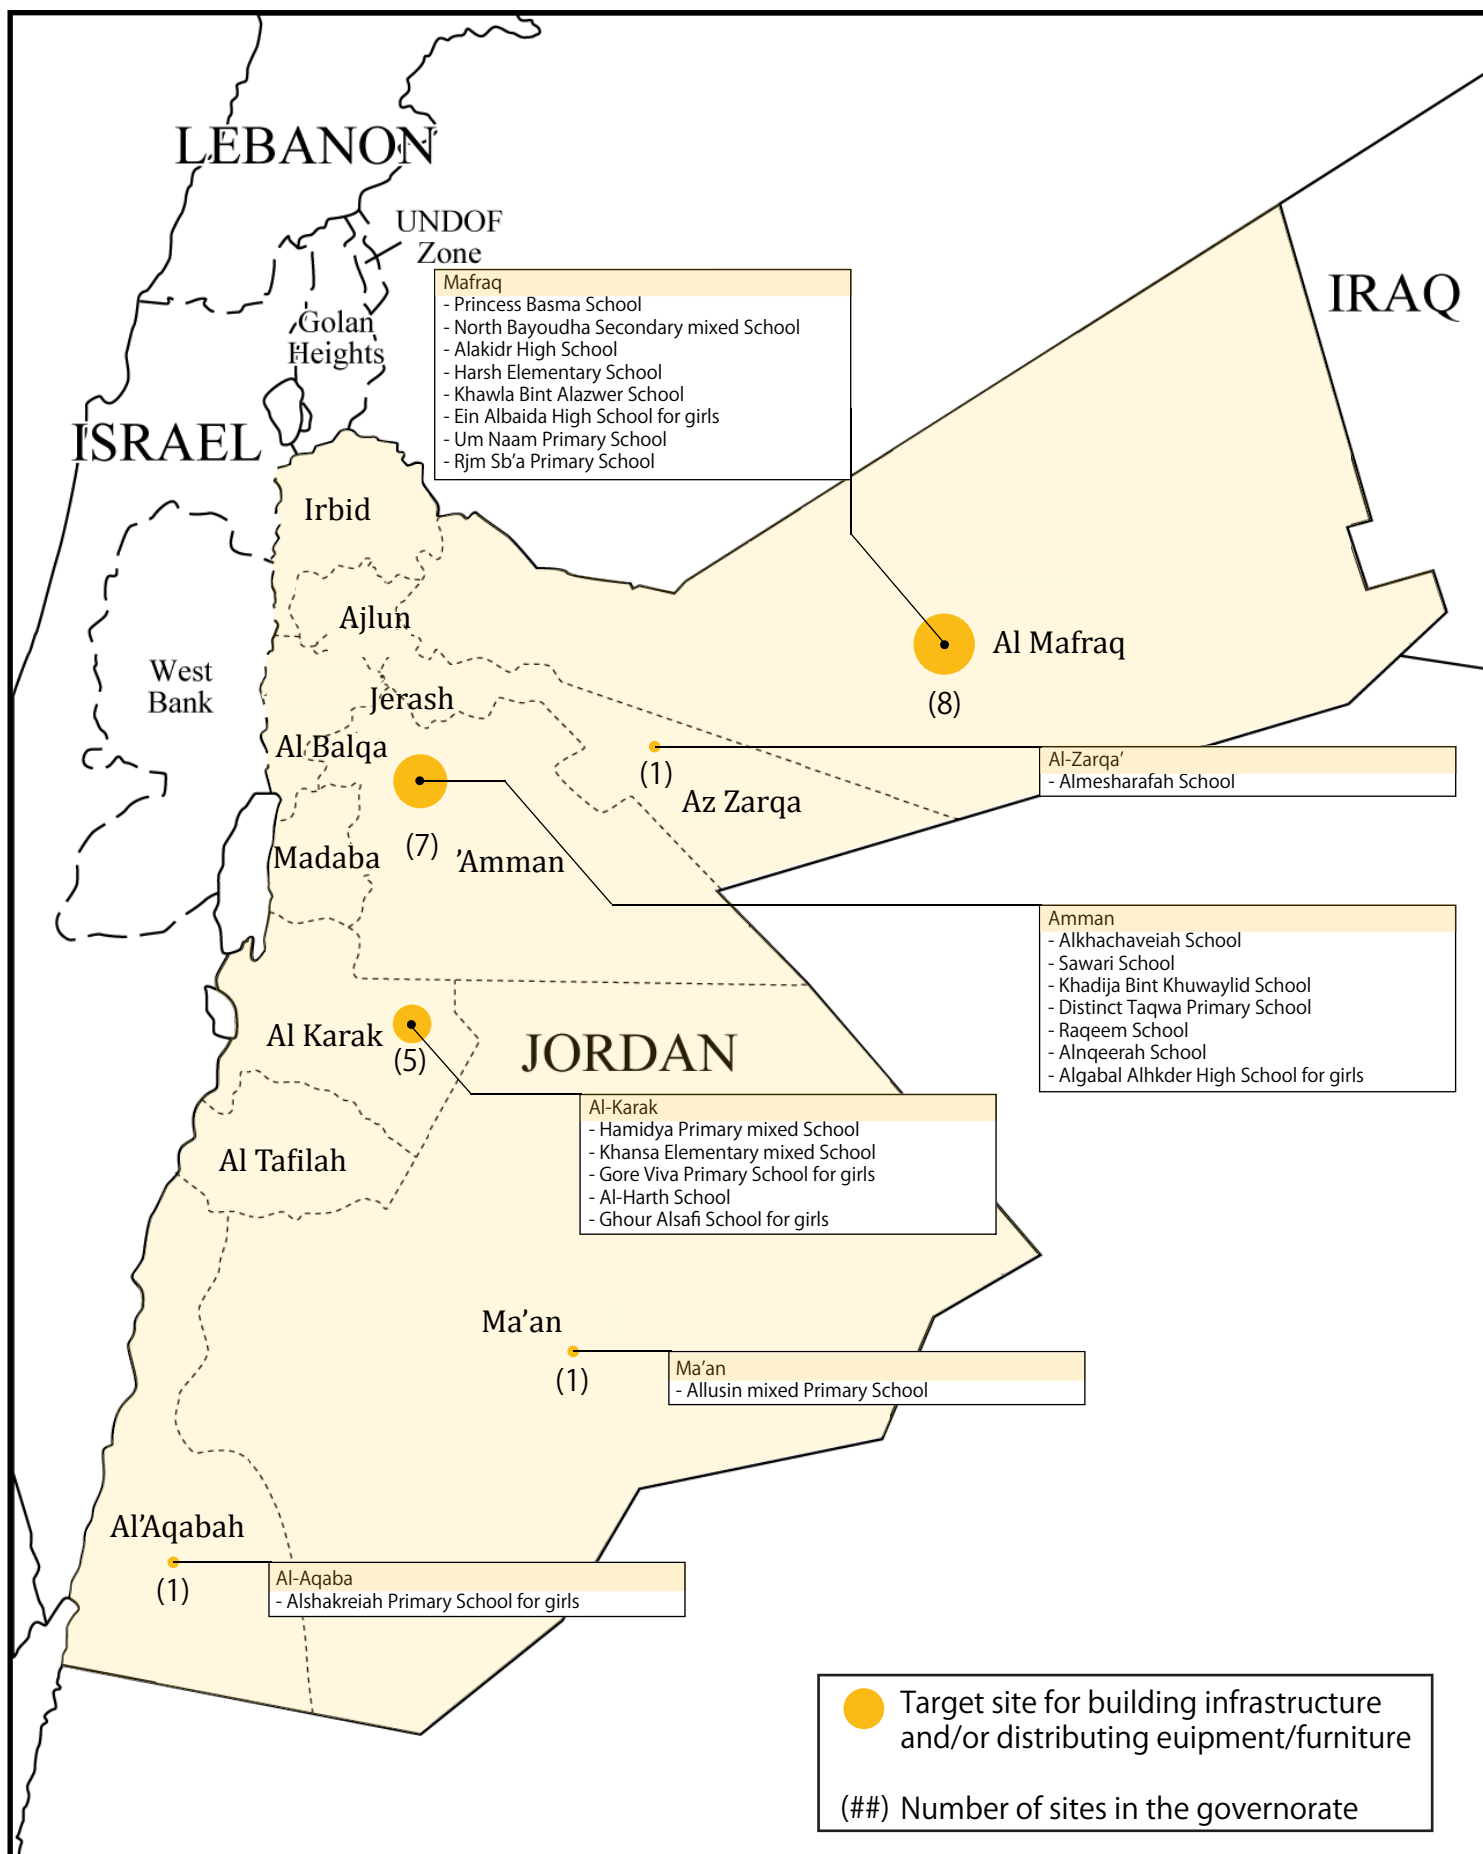 LEBANON
UNDOF
Zone
Golan
Heights
IRAQ
ISRAEL
Mafraq
- Princess Basma School
- North Bayoudha Secondary mixed School
- Alakidr High School
- Harsh Elementary School
- Khawla Bint Alazwer School
- Ein Albaida High School for girls
- Um Naam Primary School
- Rjm Sb’a Primary School
Irbid
Ajlun
Al Mafraq
(8)
West
Bank
Jerash
Al Balqa
(1)
Az Zarqa
Al-Zarqa’
- Almesharafah School
Madaba
(7)
’Amman
Amman
- Alkhachaveiah School
- Sawari School
- Khadija Bint Khuwaylid School
- Distinct Taqwa Primary School
- Raqeem School
- Alnqeerah School
- Algabal Alhkder High School for girls
Al Karak
(5)
JORDAN
Al-Karak
- Hamidya Primary mixed School
- Khansa Elementary mixed School
- Gore Viva Primary School for girls
- Al-Harth School
- Ghour Alsafi School for girls
Al Tafilah
Ma’an
(1)
Ma’an
- Allusin mixed Primary School
Al’Aqabah
(1)
Al-Aqaba
- Alshakreiah Primary School for girls
Target site for building infrastructure
and/or distributing euipment/furniture
(##) Number of sites in the governorate